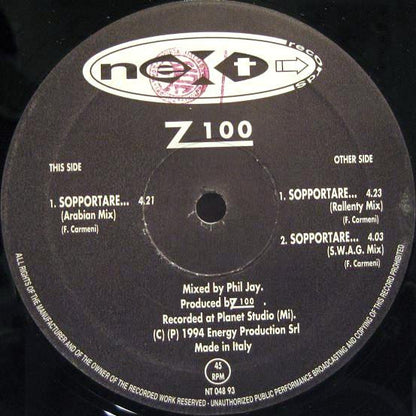 next
records
Z 100
THIS SIDE
1. SOPPORTARE... 4.21
(Arabian Mix)
(F. Carmeni)
OTHER SIDE
1. SOPPORTARE... 4.23
(Rallenty Mix)
(F. Carmeni)
2. SOPPORTARE... 4.03
(S.W.A.G. Mix)
(F. Carmeni)
Mixed by Phil Jay.
Produced by Z 100 .
Recorded at Planet Studio (Mi).
(C) (P) 1994 Energy Production Srl
Made in Italy
45
RPM
NT 048 93
ALL RIGHTS OF THE MANUFACTURER AND OF THE OWNER OF THE RECORDED WORK RESERVED - UNAUTHORIZED PUBLIC PERFORMANCE BROADCASTING AND COPYING OF THIS RECORD PROHIBITED